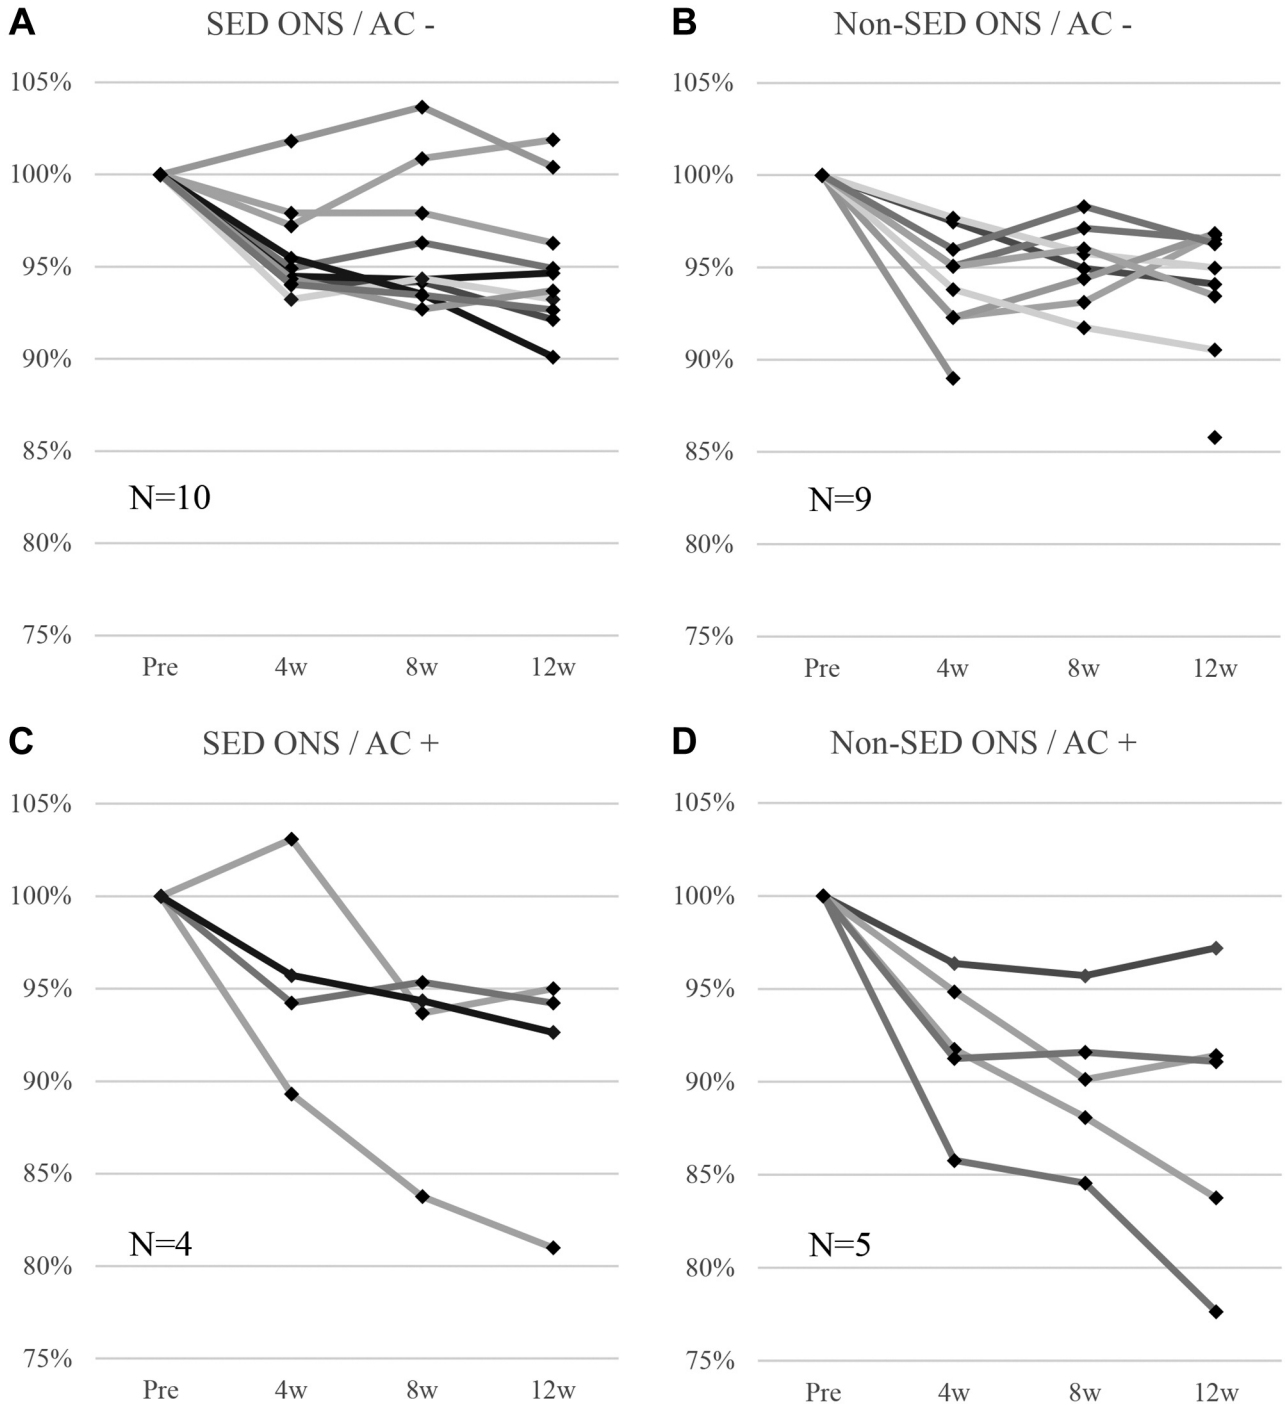 A
SED ONS / AC -
105%
100%
95%
90%
85%
80%
75%
N=10
Pre 4w 8w 12w
B
Non-SED ONS / AC -
105%
100%
95%
90%
85%
80%
75%
N=9
Pre 4w 8w 12w
C
SED ONS / AC +
105%
100%
95%
90%
85%
80%
75%
N=4
Pre 4w 8w 12w
D
Non-SED ONS / AC +
105%
100%
95%
90%
85%
80%
75%
N=5
Pre 4w 8w 12w